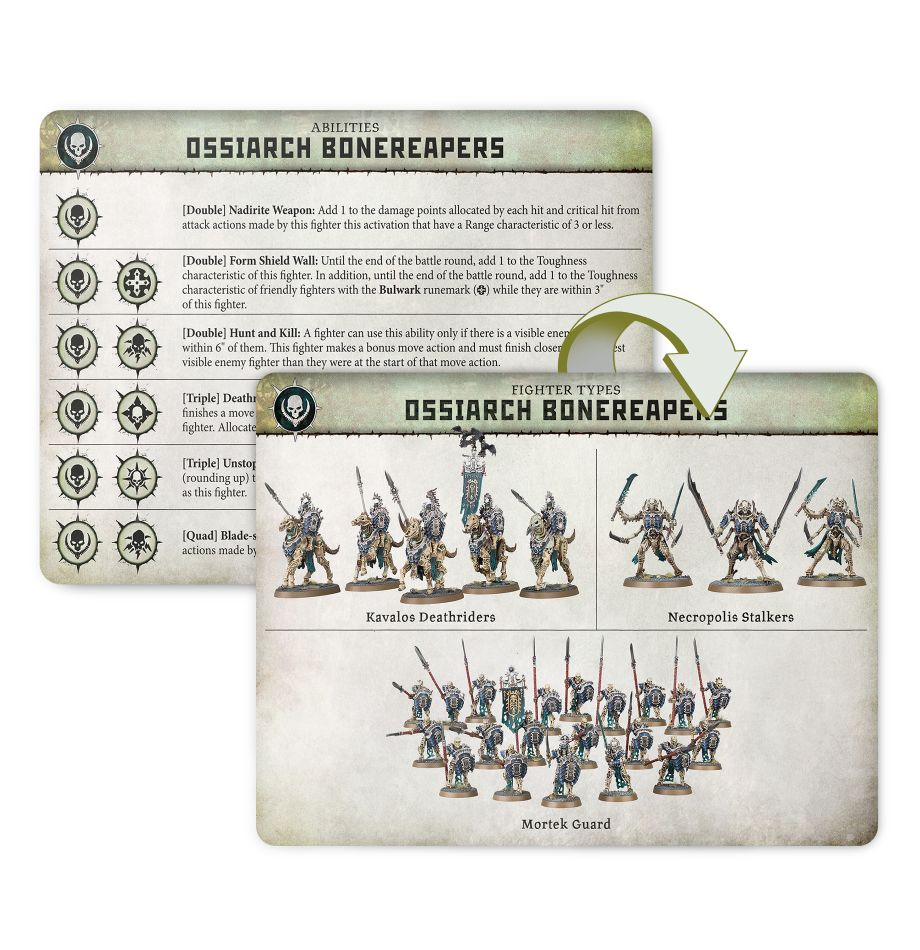 ABILITIES
OSSIARCH BONEREAPERS
[Double] Nadirite Weapon: Add 1 to the damage points allocated by each hit and critical hit from
attack actions made by this fighter this activation that have a Range characteristic of 3 or less.
[Double] Form Shield Wall: Until the end of the battle round, add 1 to the Toughness
characteristic of this fighter. In addition, until the end of the battle round, add 1 to the Toughness
characteristic of friendly fighters with the Bulwark runemark () while they are within 3"
of this fighter.
[Double] Hunt and Kill: A fighter can use this ability only if there is a visible
within 6" of them. This fighter makes a bonus move action and must finish
visible enemy fighter than they were at the start of that move action.
[Triple]
finishes a move
fighter. Allocate
[Triple]
(rounding up)
as this fighter.
[Quad]
actions made by
FIGHTER TYPES
OSSIARCH BONEREAPERS
Kavalos Deathriders
Necropolis Stalkers
Mortek Guard